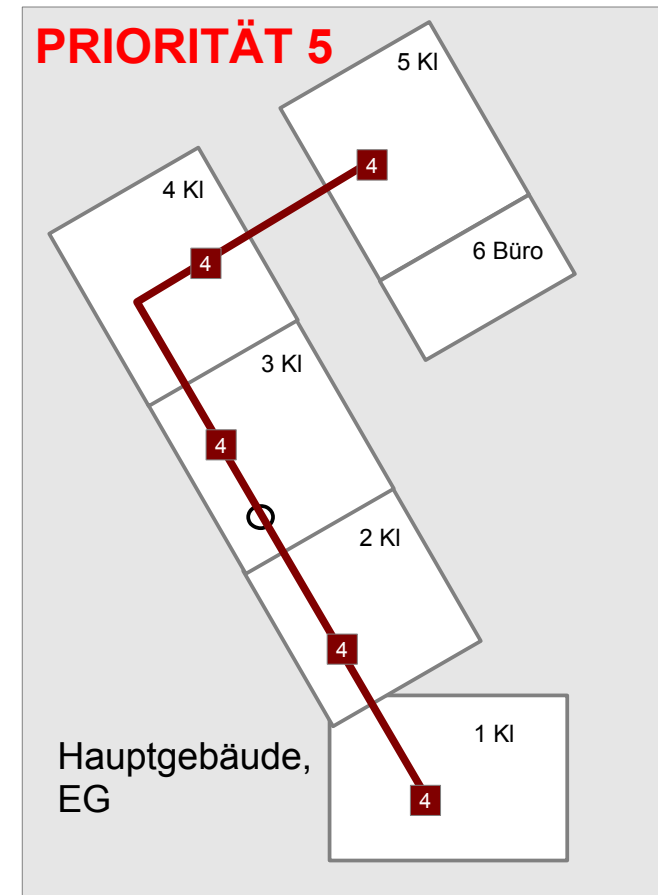 PRIORITÄT 5
5 Kl
4
4 Kl
6 Büro
4
3 Kl
4
2 Kl
4
1 Kl
Hauptgebäude,
EG
4